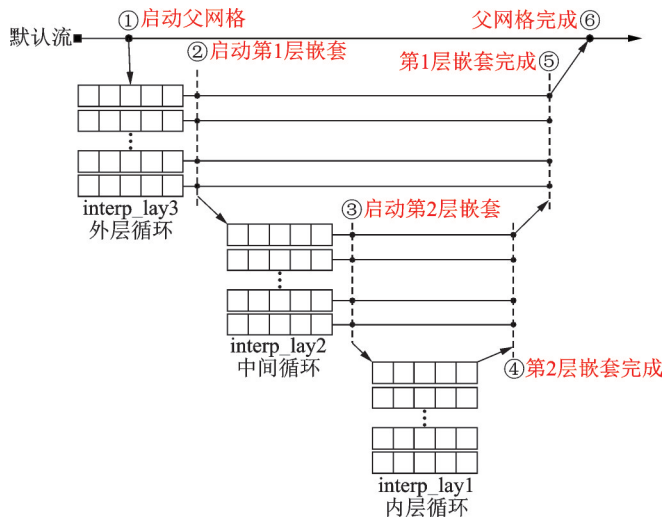 ①启动父网格
父网格完成⑥
默认流
②启动第1层嵌套
第1层嵌套完成⑤
interp_lay3
外层循环
③启动第2层嵌套
interp_lay2
中间循环
④第2层嵌套完成
interp_lay1
内层循环